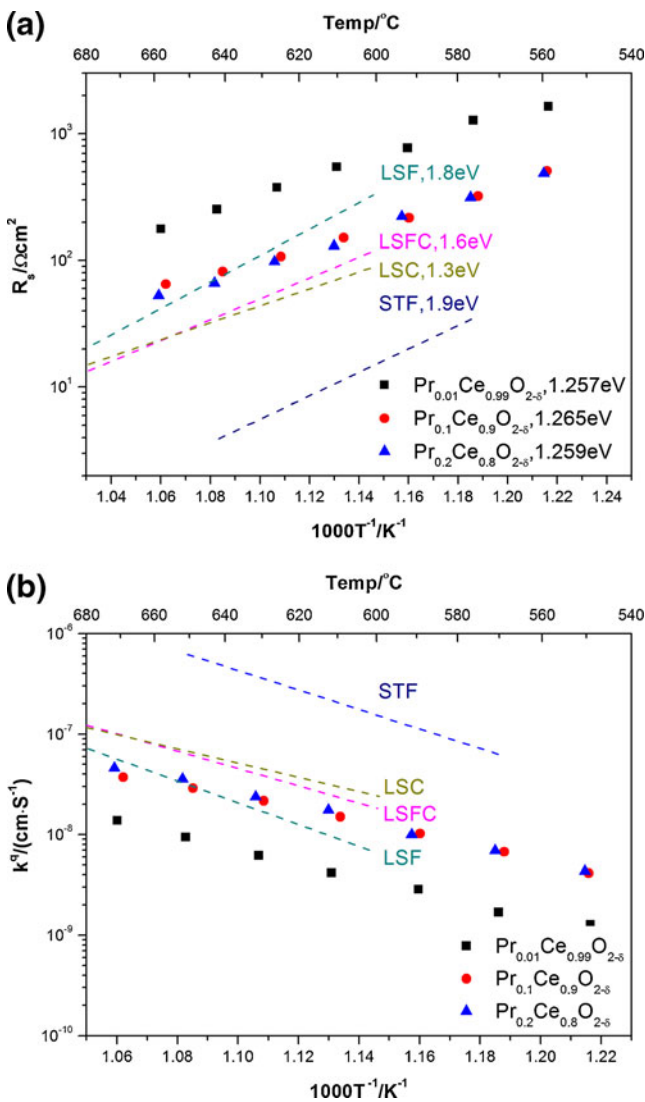 (a)
Temp/°C
680 660 640 620 600 580 560 540
10³
10²
10¹
Rₛ/Ωcm²
LSF,1.8eV
LSFC,1.6eV
LSC,1.3eV
STF,1.9eV
Pr₀.₀₁Ce₀.₉₉O₂₋δ,1.257eV
Pr₀.₁Ce₀.₉O₂₋δ,1.265eV
Pr₀.₂Ce₀.₈O₂₋δ,1.259eV
1.04 1.06 1.08 1.10 1.12 1.14 1.16 1.18 1.20 1.22 1.24
1000T⁻¹/K⁻¹
(b)
Temp/°C
680 660 640 620 600 580 560 540
10⁻⁶
10⁻⁷
10⁻⁸
10⁻⁹
10⁻¹⁰
k^q/(cm·S⁻¹)
STF
LSC
LSFC
LSF
Pr₀.₀₁Ce₀.₉₉O₂₋δ
Pr₀.₁Ce₀.₉O₂₋δ
Pr₀.₂Ce₀.₈O₂₋δ
1.06 1.08 1.10 1.12 1.14 1.16 1.18 1.20 1.22
1000T⁻¹/K⁻¹